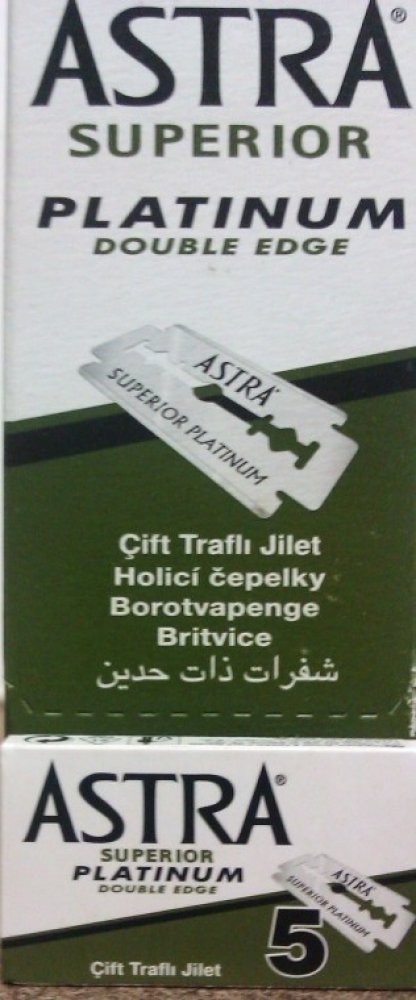 ASTRA®
SUPERIOR
PLATINUM
DOUBLE EDGE
ASTRA
SUPERIOR PLATINUM
Çift Traflı Jilet
Holicí čepelky
Borotvapenge
Britvice
شفرات ذات حدين
ASTRA®
SUPERIOR
PLATINUM
DOUBLE EDGE
ASTRA
SUPERIOR PLATINUM
5
Çift Traflı Jilet